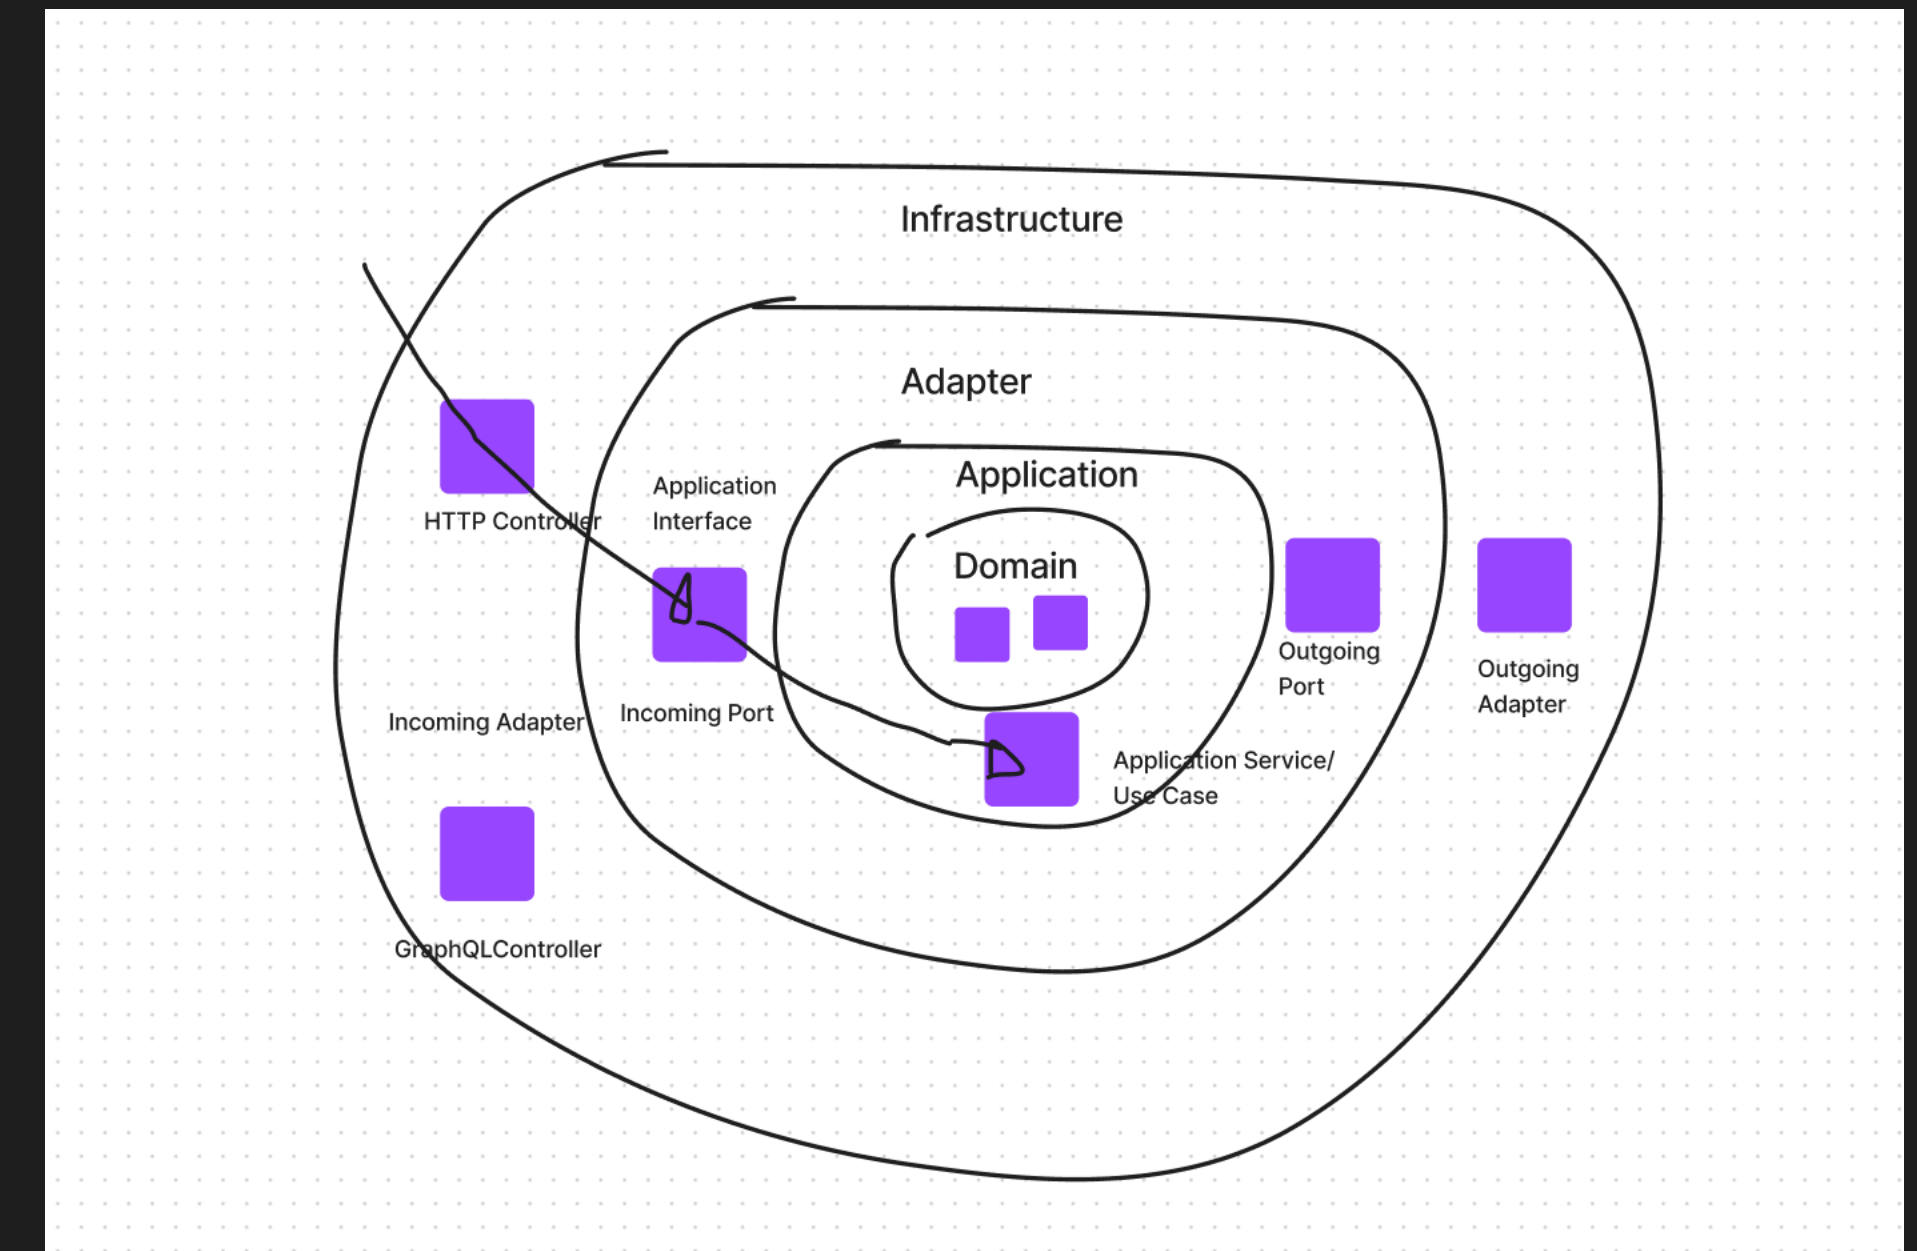 Infrastructure
Adapter
Application
Domain
HTTP Controller
Application
Interface
Incoming Adapter
Incoming Port
GraphQLController
Application Service/
Use Case
Outgoing
Port
Outgoing
Adapter